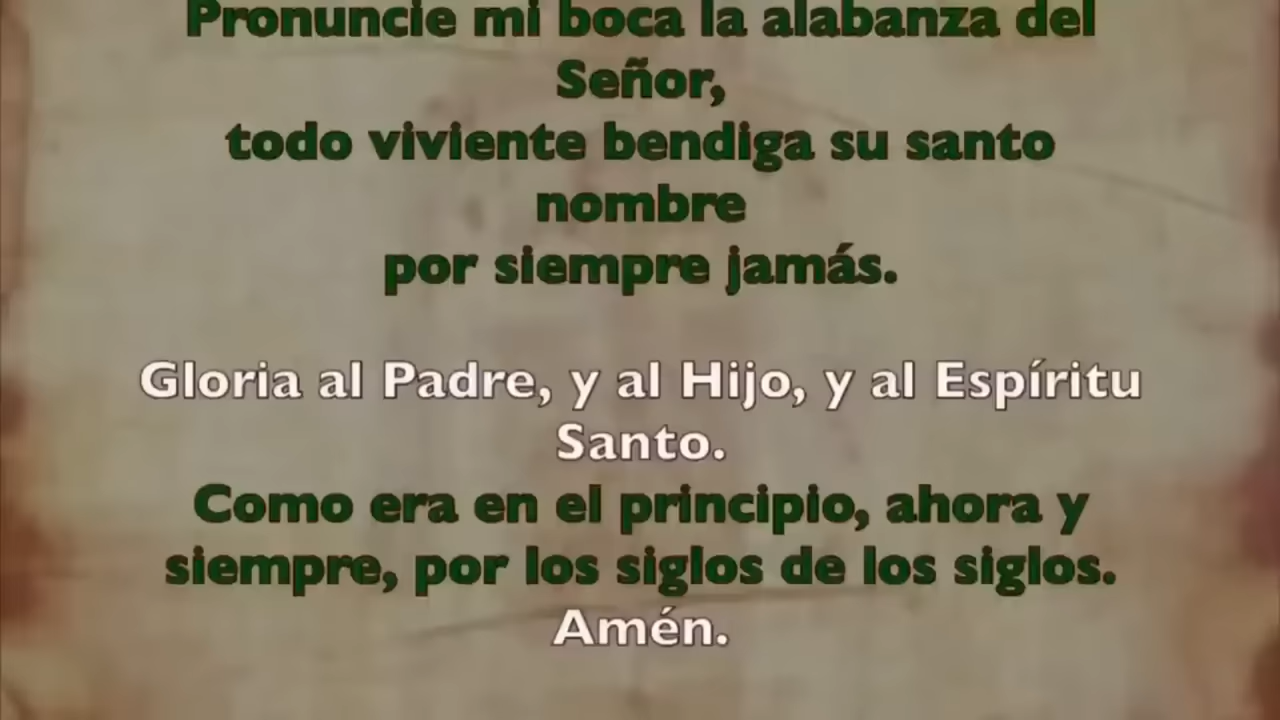 Pronuncie mi boca la alabanza del
Señor,
todo viviente bendiga su santo
nombre
por siempre jamás.
Gloria al Padre, y al Hijo, y al Espíritu
Santo.
Como era en el principio, ahora y
siempre, por los siglos de los siglos.
Amén.